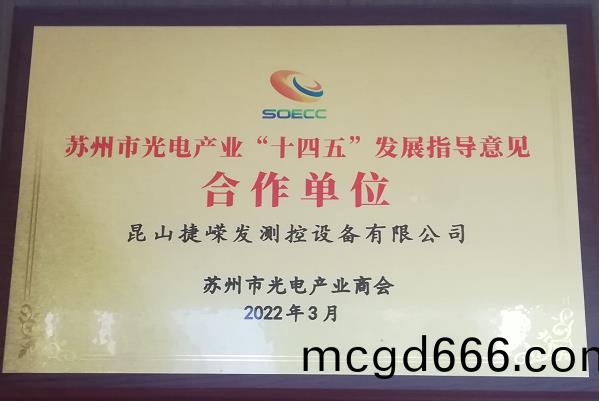 SOECC
苏州市光电产业“十四五”发展指导意见
合作单位
昆山捷嵘发测控设备有限公司
苏州市光电产业商会
2022年3月
mcgd666.com